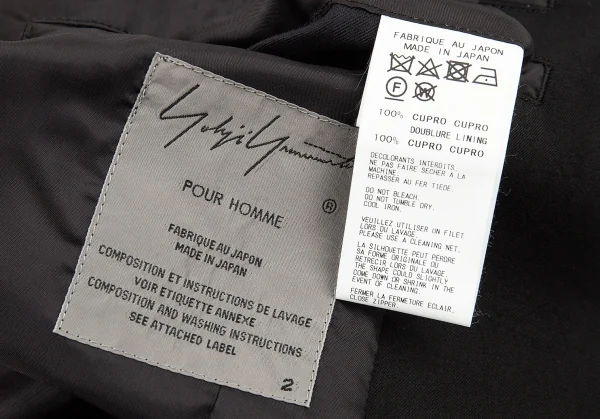 Yohji Yamamoto
POUR HOMME ®
FABRIQUE AU JAPON
MADE IN JAPAN
COMPOSITION ET INSTRUCTIONS DE LAVAGE
VOIR ETIQUETTE ANNEXE
COMPOSITION AND WASHING INSTRUCTIONS
SEE ATTACHED LABEL
2
FABRIQUE AU JAPON
MADE IN JAPAN
F W
100% CUPRO CUPRO
DOUBLURE LINING
100% CUPRO CUPRO
DECOLORANTS INTERDITS.
NE PAS FAIRE SECHER A LA
MACHINE.
REPASSER AU FER TIEDE.
DO NOT BLEACH.
DO NOT TUMBLE DRY.
COOL IRON.
VEUILLEZ UTILISER UN FILET
LORS DU LAVAGE.
PLEASE USE A CLEANING NET.
LA SILHOUETTE PEUT PERDRE
SA FORME ORIGINALE OU
RETRECIR LORS DU LAVAGE.
THE SHAPE COULD SLIGHTLY
COME DOWN OR SHRINK IN THE
EVENT OF CLEANING.
FERMER LA FERMETURE ECLAIR.
CLOSE ZIPPER.